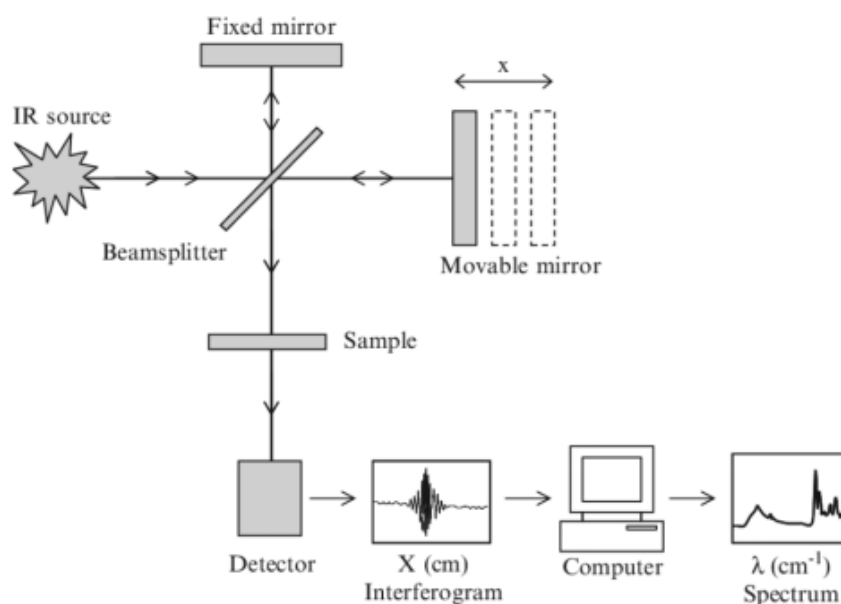 Fixed mirror
x
IR source
Beamsplitter
Movable mirror
Sample
Detector
X (cm)
Interferogram
Computer
λ (cm⁻¹)
Spectrum